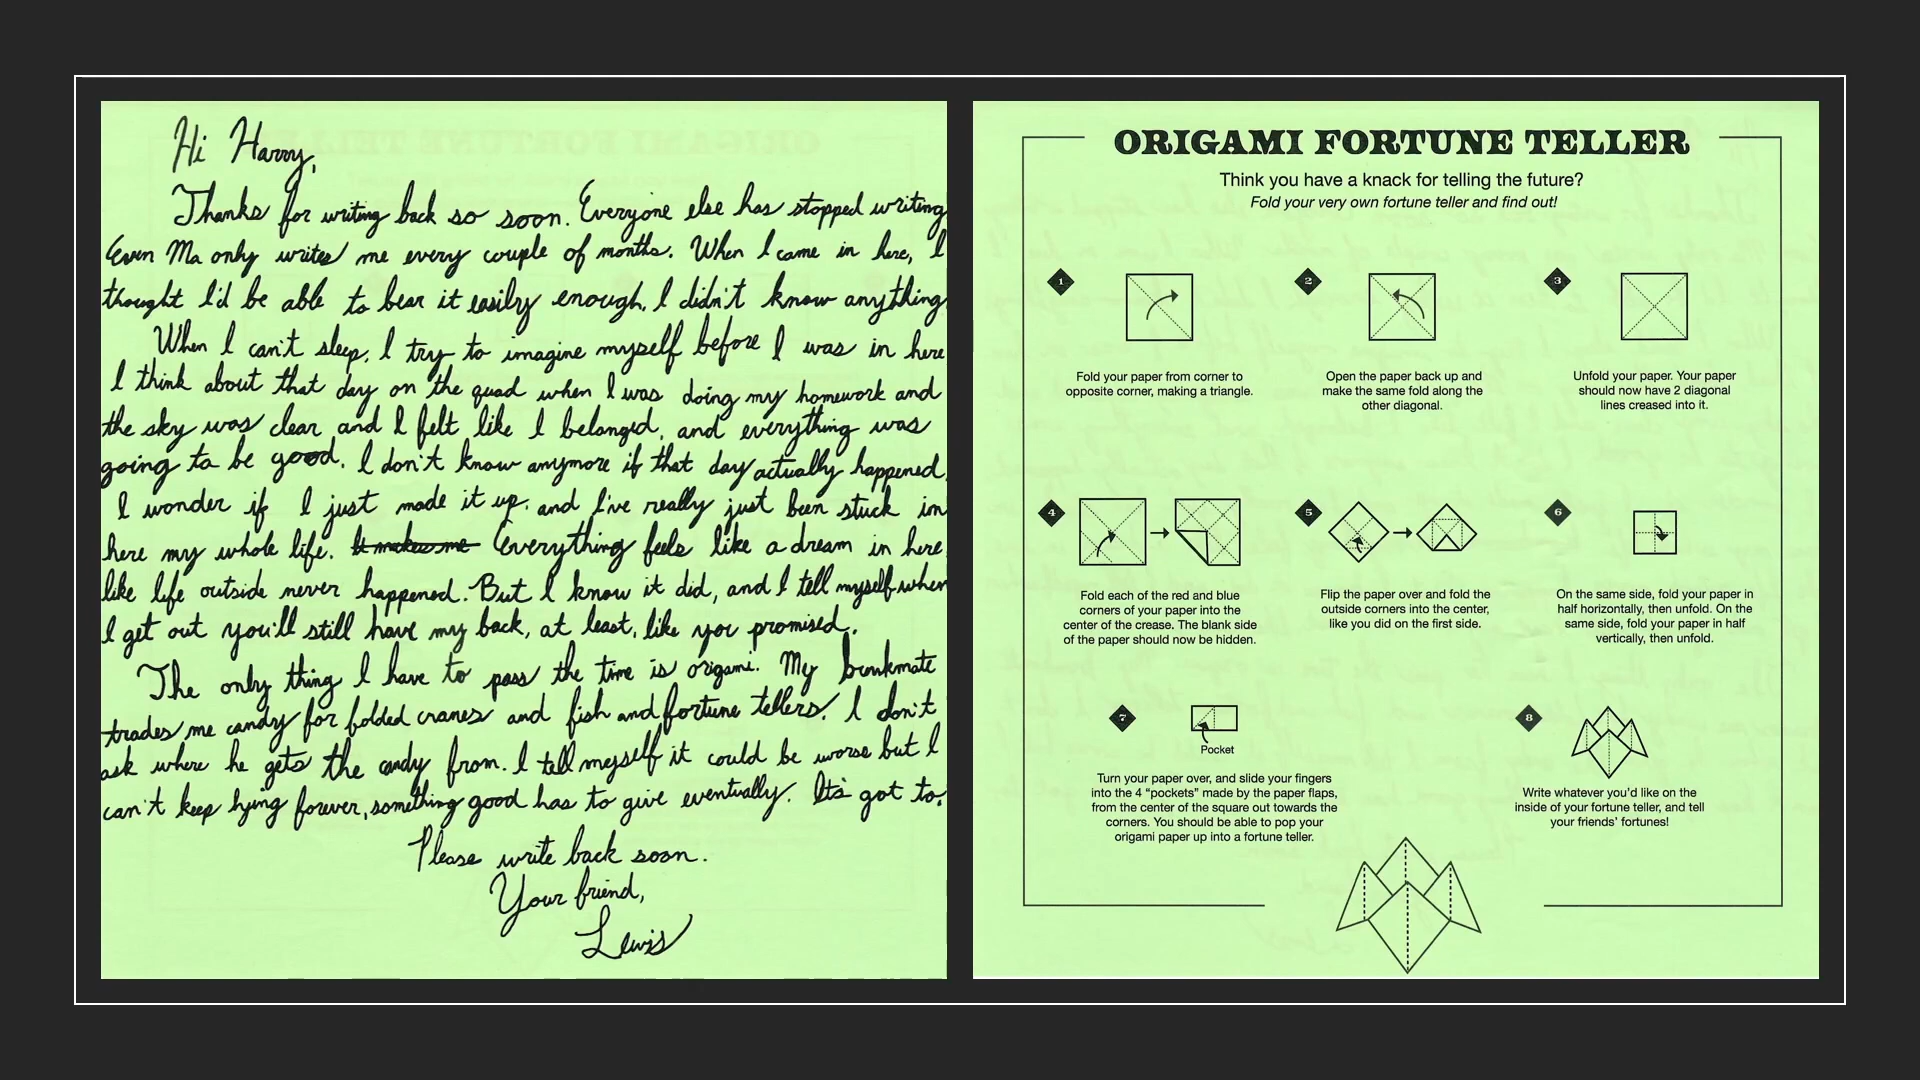 Hi Harry,
Thanks for writing back so soon. Everyone else has stopped writing
Even Ma only writes me every couple of months. When I came in here, I
thought I'd be able to bear it easily enough. I didn't know anything
When I can't sleep, I try to imagine myself before I was in here
I think about that day on the quad when I was doing my homework and
the sky was clear and I felt like I belonged, and everything was
going to be good. I don't know anymore if that day actually happened
I wonder if I just made it up, and I've really just been stuck in
here my whole life. It makes me Everything feels like a dream in here
like life outside never happened. But I know it did, and I tell myself when
I get out you'll still have my back, at least, like you promised.
The only thing I have to pass the time is origami. My bunkmate
trades me candy for folded cranes and fish and fortune tellers. I don't
ask where he gets the candy from. I tell myself it could be worse but I
can't keep lying forever, something good has to give eventually. It's got to.
Please write back soon.
Your friend,
Lewis
ORIGAMI FORTUNE TELLER
Think you have a knack for telling the future?
Fold your very own fortune teller and find out!
1
Fold your paper from corner to
opposite corner, making a triangle.
2
Open the paper back up and
make the same fold along the
other diagonal.
3
Unfold your paper. Your paper
should now have 2 diagonal
lines creased into it.
4
Fold each of the red and blue
corners of your paper into the
center of the crease. The blank side
of the paper should now be hidden.
5
Flip the paper over and fold the
outside corners into the center,
like you did on the first side.
6
On the same side, fold your paper in
half horizontally, then unfold. On the
same side, fold your paper in half
vertically, then unfold.
7
Pocket
Turn your paper over, and slide your fingers
into the 4 “pockets” made by the paper flaps,
from the center of the square out towards the
corners. You should be able to pop your
origami paper up into a fortune teller.
8
Write whatever you'd like on the
inside of your fortune teller, and tell
your friends’ fortunes!